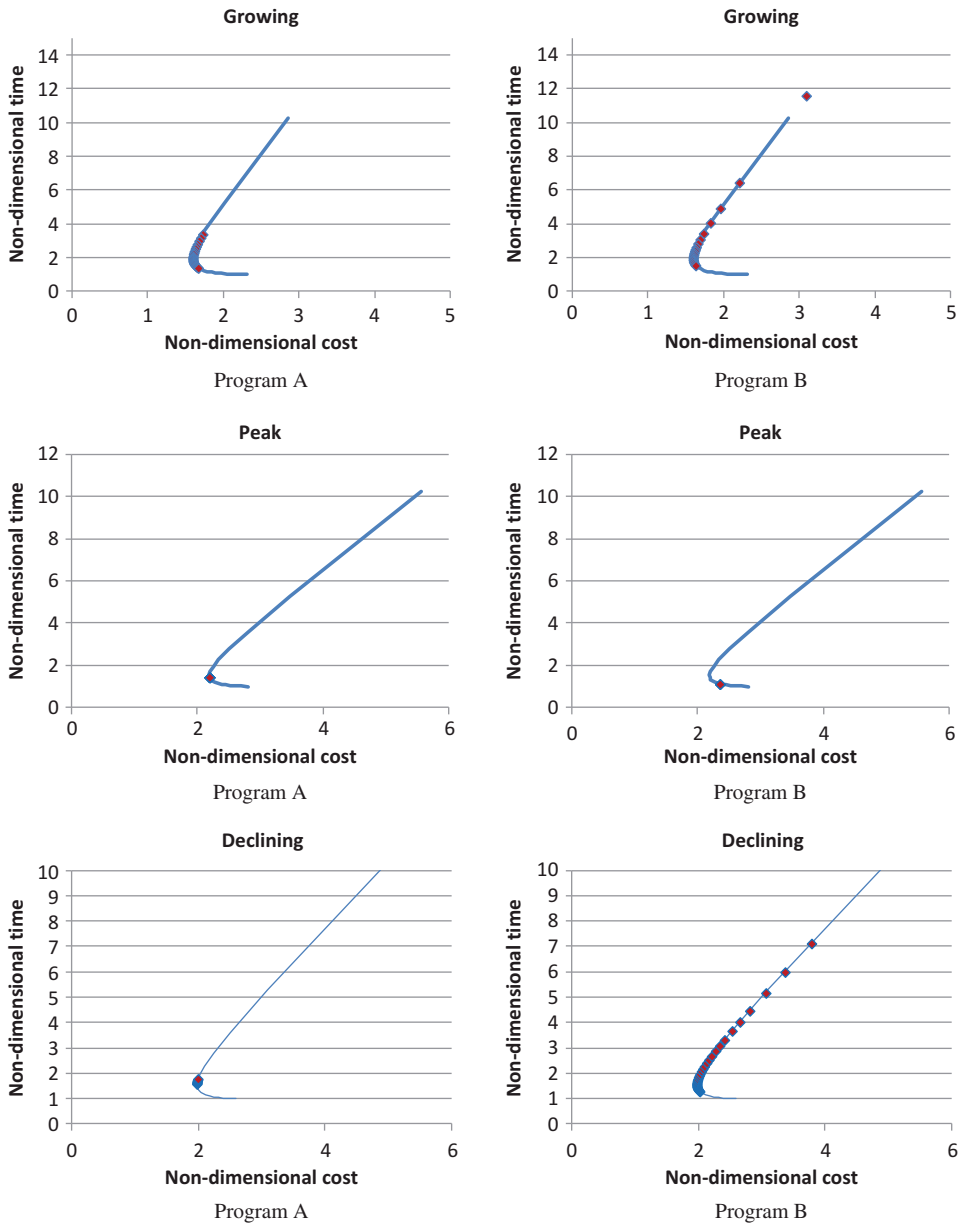 Growing
Non-dimensional time
14
12
10
8
6
4
2
0
0 1 2 3 4 5
Non-dimensional cost
Program A
Growing
Non-dimensional time
14
12
10
8
6
4
2
0
0 1 2 3 4 5
Non-dimensional cost
Program B
Peak
Non-dimensional time
12
10
8
6
4
2
0
0 2 4 6
Non-dimensional cost
Program A
Peak
Non-dimensional time
12
10
8
6
4
2
0
0 2 4 6
Non-dimensional cost
Program B
Declining
Non-dimensional time
10
9
8
7
6
5
4
3
2
1
0
0 2 4 6
Non-dimensional cost
Program A
Declining
Non-dimensional time
10
9
8
7
6
5
4
3
2
1
0
0 2 4 6
Non-dimensional cost
Program B